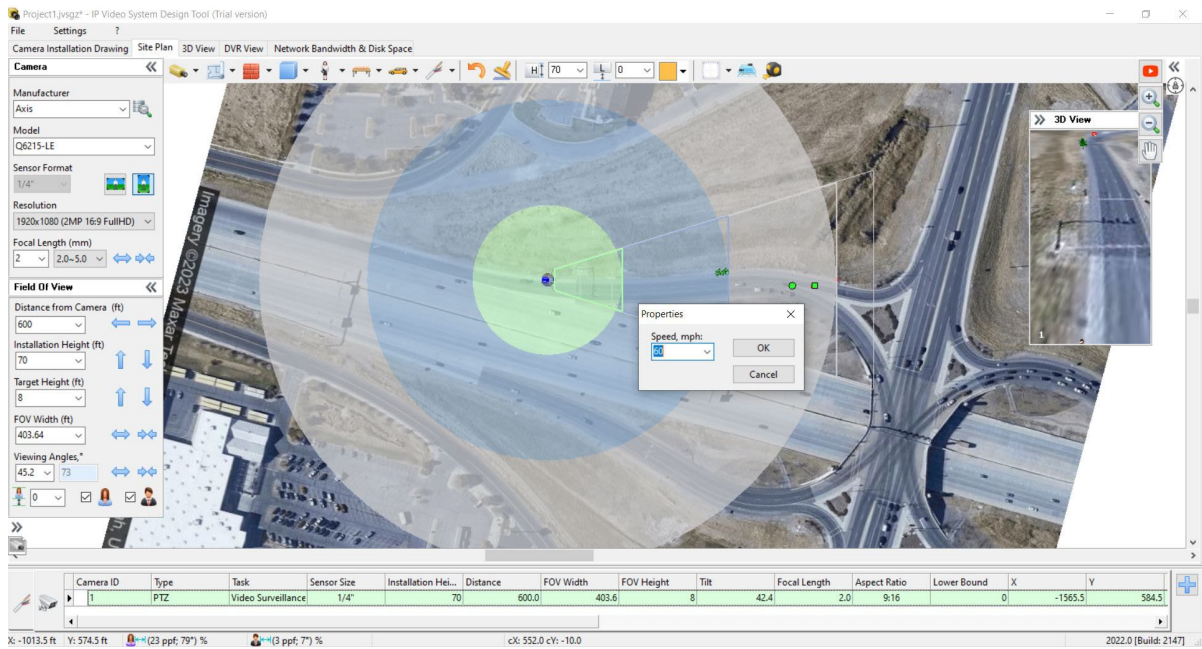 Project1.jvsgz* - IP Video System Design Tool (Trial version)
File Settings ?
Camera Installation Drawing Site Plan 3D View DVR View Network Bandwidth & Disk Space
Camera
H 70 L 0
Manufacturer
Axis
3D View
Model
Q6215-LE
Sensor Format
1/4"
Resolution
1920x1080 (2MP 16:9 FullHD)
Focal Length (mm)
2 2.0~5.0
Imagery ©2023 Maxar
Field Of View
Distance from Camera (ft)
600
Properties
Installation Height (ft)
Speed, mph:
70
60 OK
1
Target Height (ft)
Cancel
8
FOV Width (ft)
403.64
Viewing Angles,°
45.2 73
0
Camera ID Type Task Sensor Size Installation Hei... Distance FOV Width FOV Height Tilt Focal Length Aspect Ratio Lower Bound X Y
1 PTZ Video Surveillance 1/4" 70 600.0 403.6 8 42.4 2.0 9:16 0 -1565.5 584.5
X: -1013.5 ft Y: 574.5 ft (23 ppf; 79°) % (3 ppf; 7°) % cX: 552.0 cY: -10.0 2022.0 [Build: 2147]